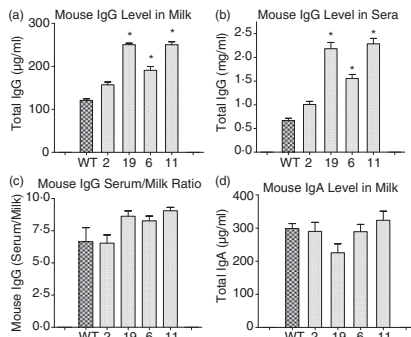 (a) Mouse IgG Level in Milk
Total IgG (μg/ml)
300
200
100
0
WT 2 19 6 11
* * *
(b) Mouse IgG Level in Sera
Total IgG (mg/ml)
2·5
2·0
1·5
1·0
0·5
0·0
WT 2 19 6 11
* * *
(c) Mouse IgG Serum/Milk Ratio
Mouse IgG (Serum/Milk)
10·0
7·5
5·0
2·5
0·0
WT 2 19 6 11
(d) Mouse IgA Level in Milk
Total IgA (μg/ml)
400
300
200
100
0
WT 2 19 6 11